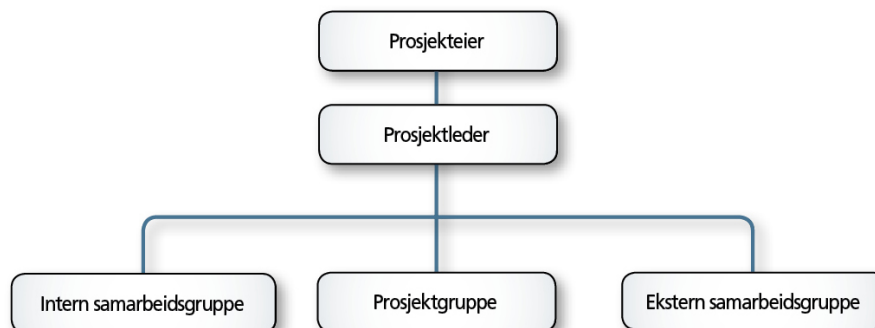 Prosjekteier
Prosjektleder
Intern samarbeidsgruppe
Prosjektgruppe
Ekstern samarbeidsgruppe